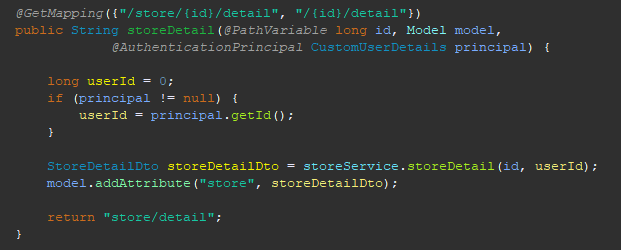 @GetMapping({"/store/{id}/detail", "/{id}/detail"})
public String storeDetail(@PathVariable long id, Model model,
            @AuthenticationPrincipal CustomUserDetails principal) {

    long userId = 0;
    if (principal != null) {
        userId = principal.getId();
    }

    StoreDetailDto storeDetailDto = storeService.storeDetail(id, userId);
    model.addAttribute("store", storeDetailDto);

    return "store/detail";
}